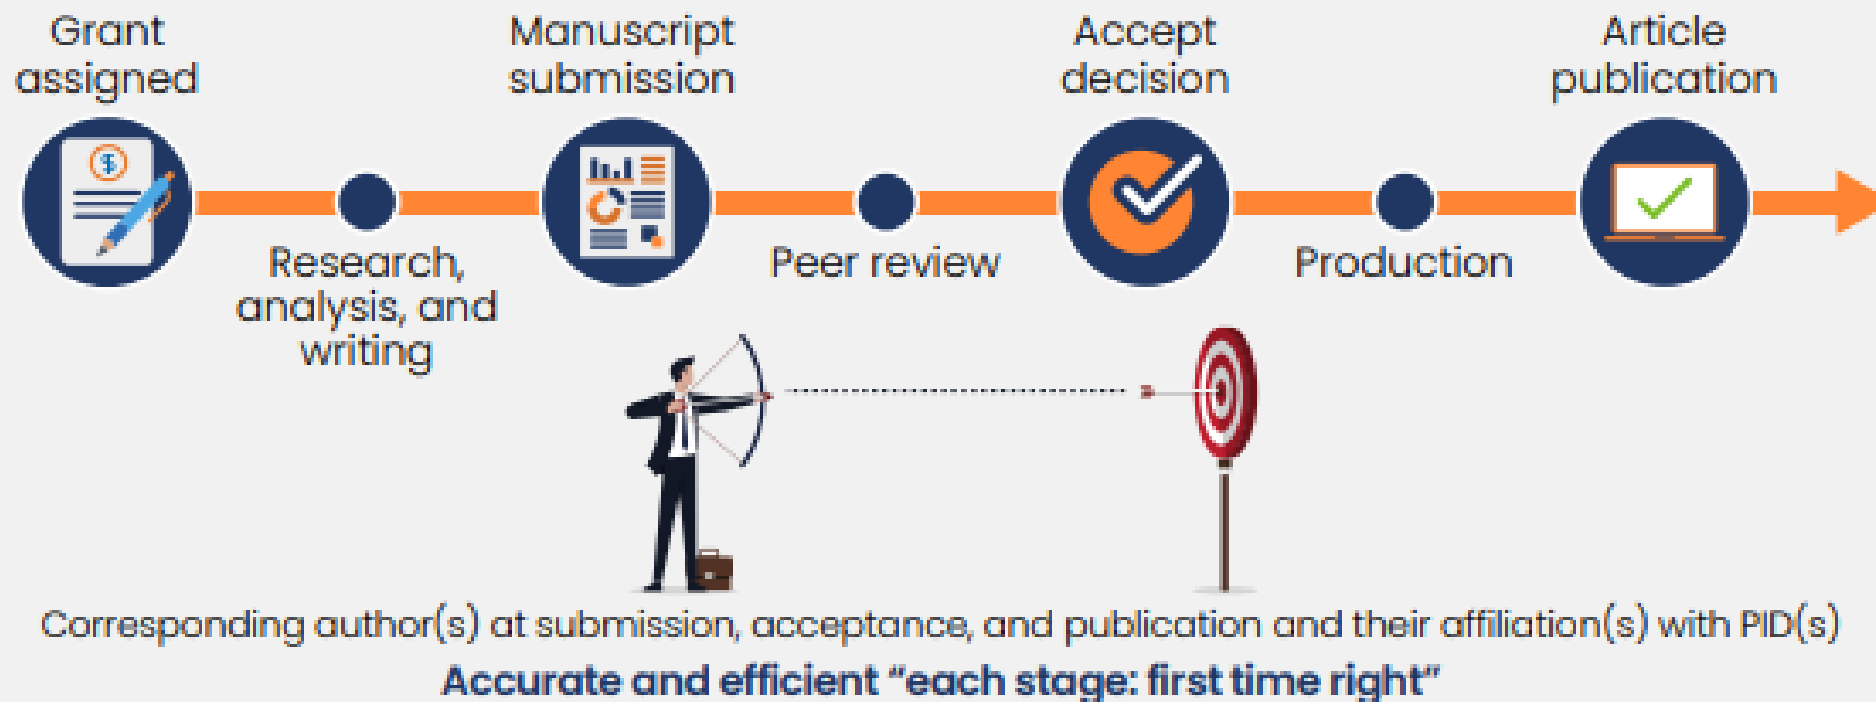 Grant
assigned
Manuscript
submission
Accept
decision
Article
publication
$
Research,
analysis, and
writing
Peer review
Production
Corresponding author(s) at submission, acceptance, and publication and their affiliation(s) with PID(s)
Accurate and efficient “each stage: first time right”